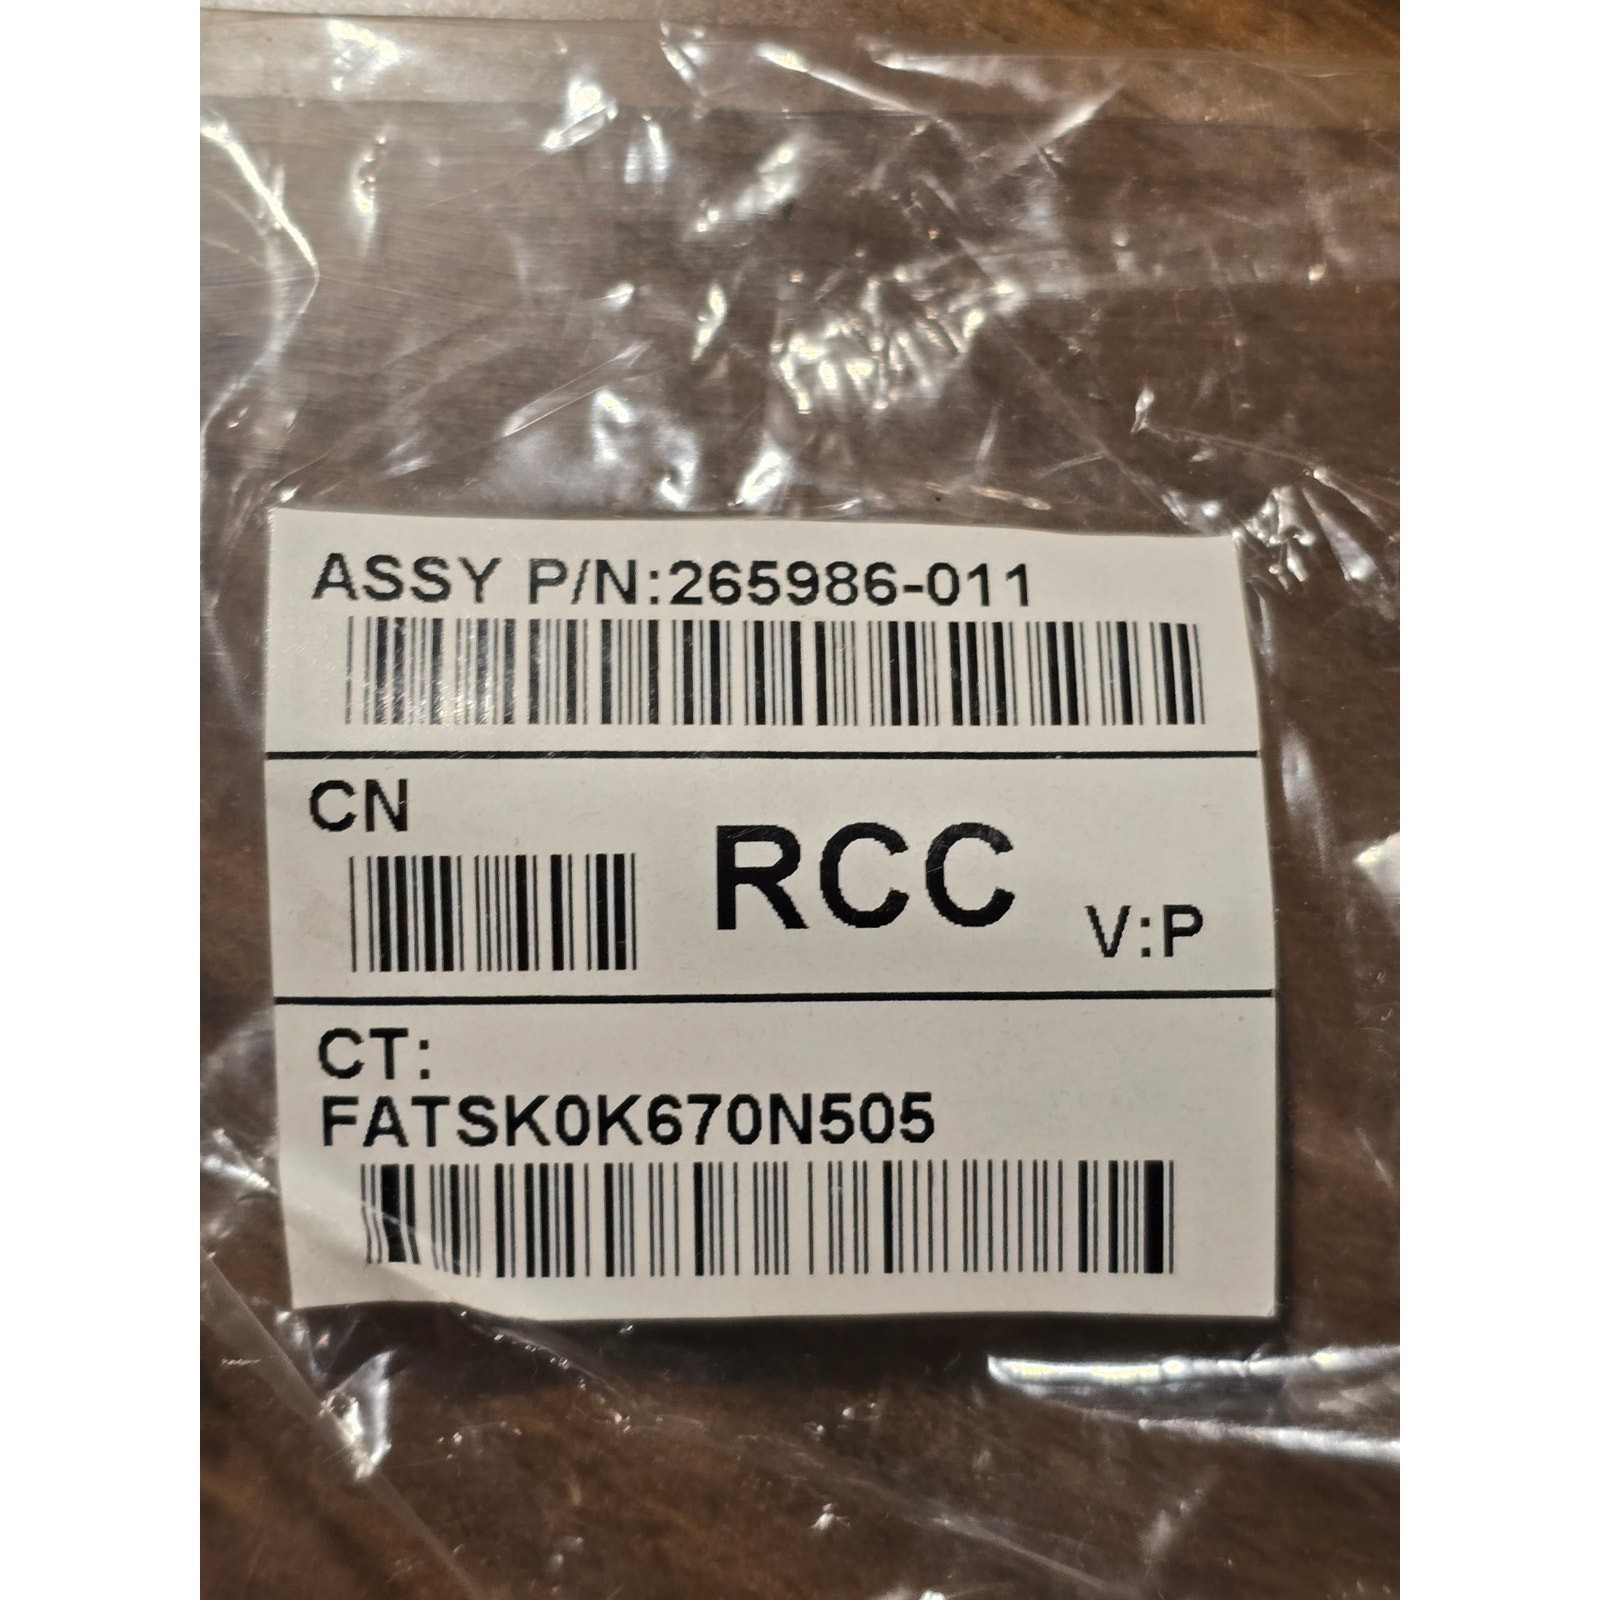 ASSY P/N:265986-011
CN
RCC
V:P
CT:
FATSK0K670N505